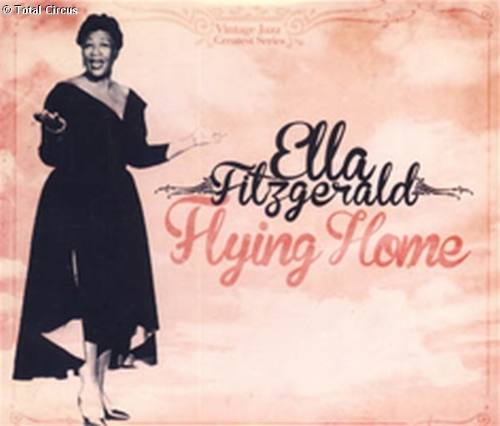 © Total Circus
Vintage Jazz
Greatest Series
Ella
Fitzgerald
Flying Home